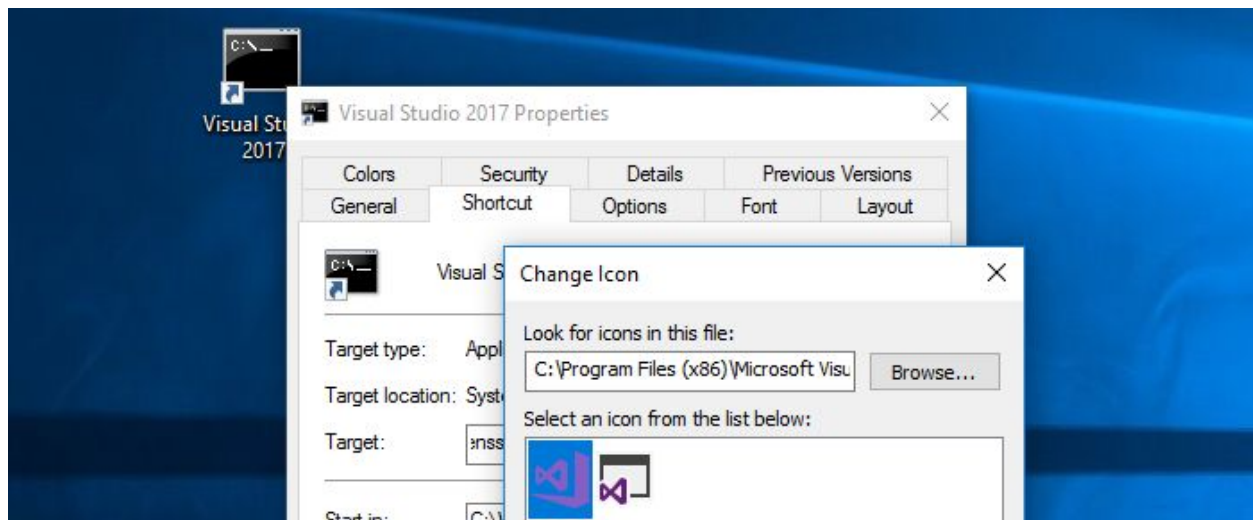 C:\
Visual Stu
2017
Visual Studio 2017 Properties
Colors Security Details Previous Versions
General Shortcut Options Font Layout
C:\
Visual S
Change Icon
Look for icons in this file:
C:\Program Files (x86)\Microsoft Visu
Browse...
Target type: Appl
Target location: Syst
Select an icon from the list below:
Target: enss
Start in: C:\